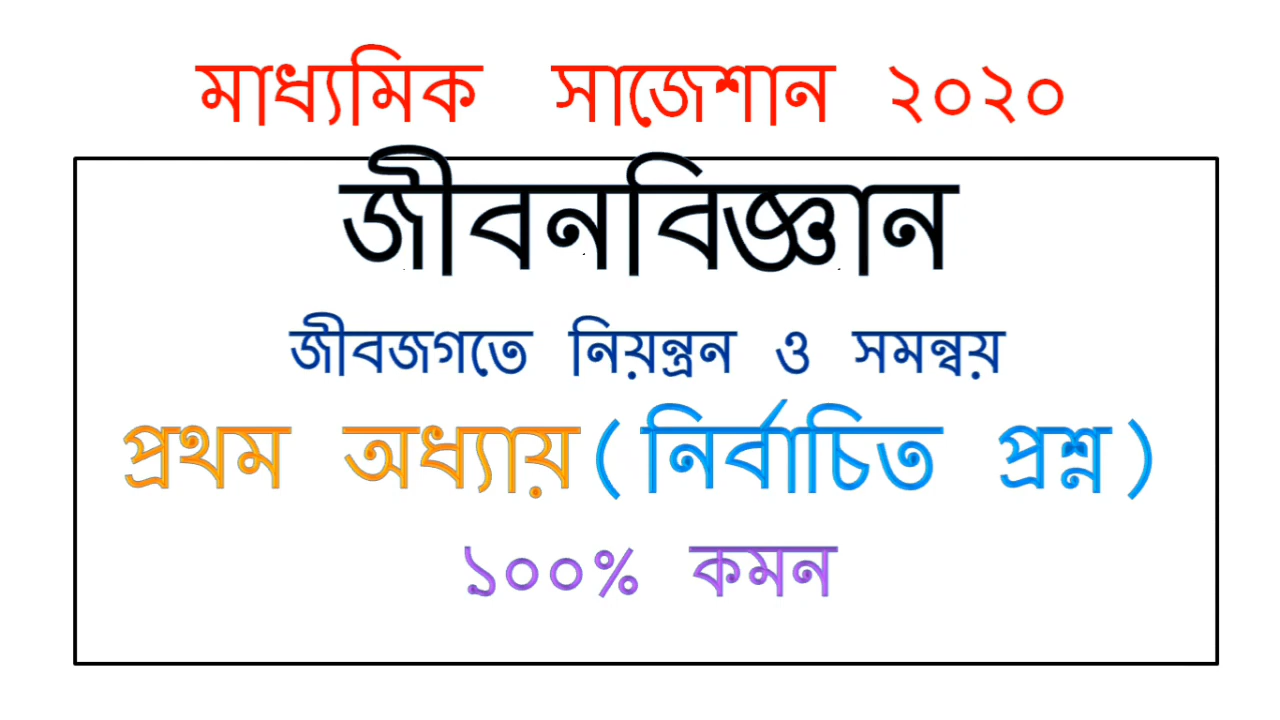 মাধ্যমিক সাজেশান ২০২০
জীবনবিজ্ঞান
জীবজগতে নিয়ন্ত্রন ও সমন্বয়
প্রথম অধ্যায়(নির্বাচিত প্রশ্ন)
১০০% কমন